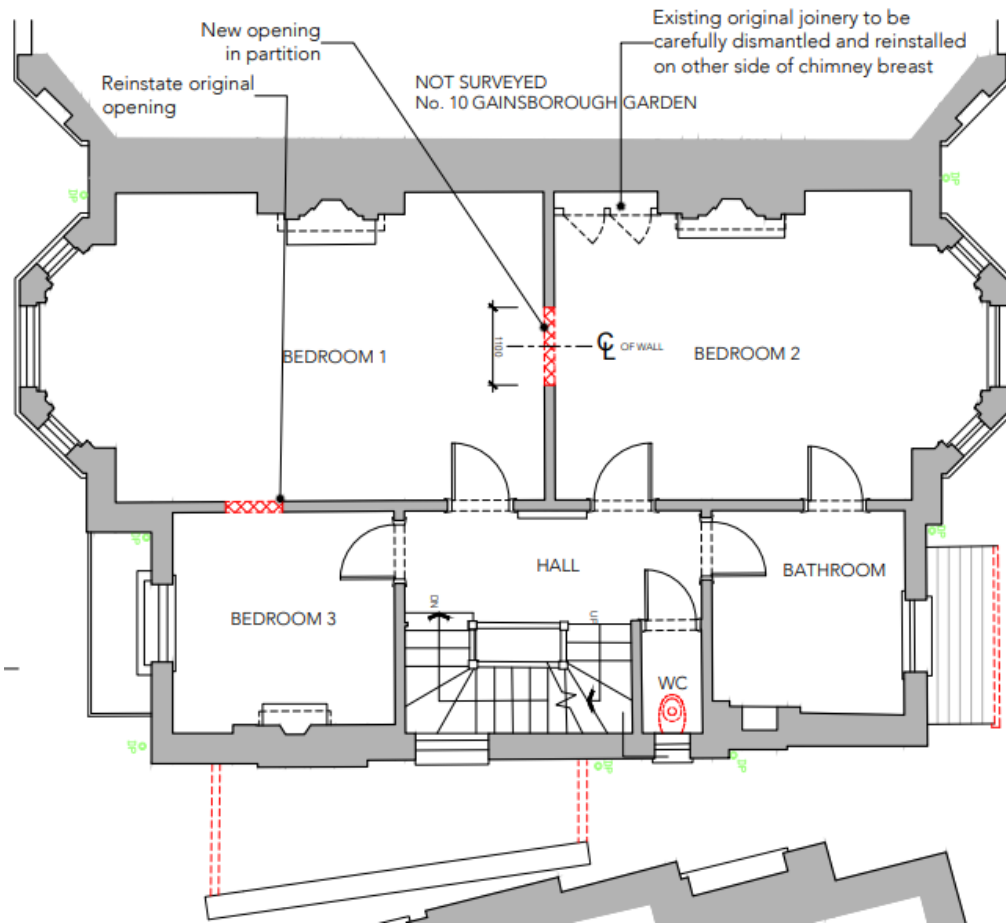 New opening
in partition
Existing original joinery to be
carefully dismantled and reinstalled
on other side of chimney breast
Reinstate original
opening
NOT SURVEYED
No. 10 GAINSBOROUGH GARDEN
1100
CL OF WALL
BEDROOM 1
BEDROOM 2
HALL
BATHROOM
BEDROOM 3
DN
UP
WC